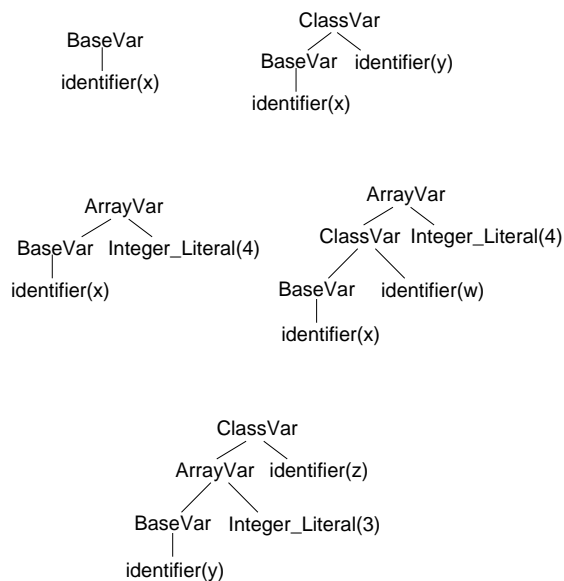 BaseVar
identifier(x)
ClassVar
BaseVar identifier(y)
identifier(x)
ArrayVar
BaseVar Integer_Literal(4)
identifier(x)
ArrayVar
ClassVar Integer_Literal(4)
BaseVar identifier(w)
identifier(x)
ClassVar
ArrayVar identifier(z)
BaseVar Integer_Literal(3)
identifier(y)